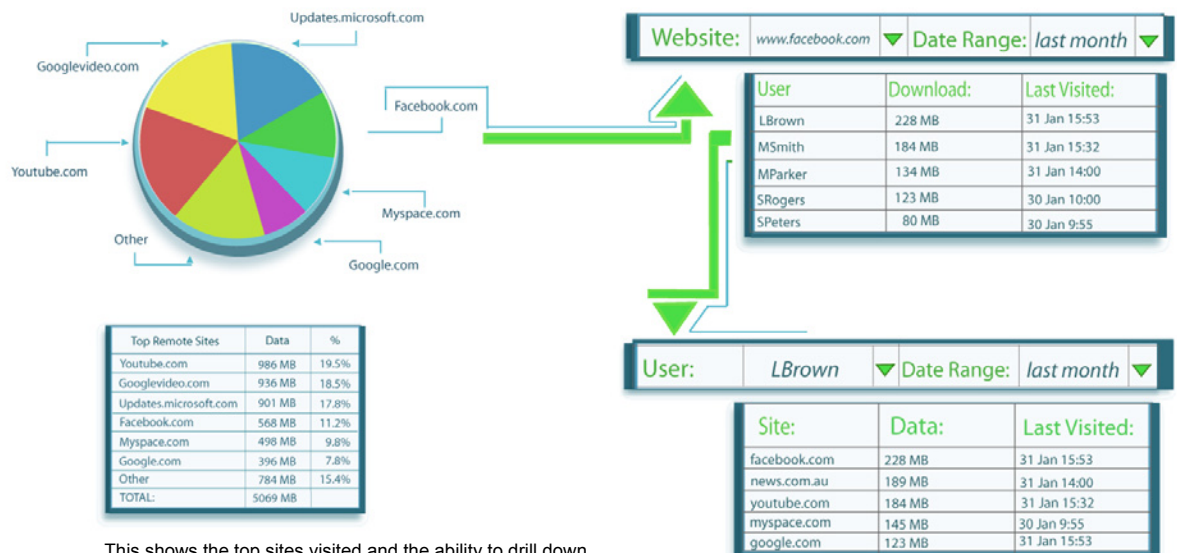 Updates.microsoft.com
Googlevideo.com
Facebook.com
Youtube.com
Myspace.com
Other
Google.com
Top Remote Sites Data %
Youtube.com 986 MB 19.5%
Googlevideo.com 936 MB 18.5%
Updates.microsoft.com 901 MB 17.8%
Facebook.com 568 MB 11.2%
Myspace.com 498 MB 9.8%
Google.com 396 MB 7.8%
Other 784 MB 15.4%
TOTAL: 5069 MB
This shows the top sites visited and the ability to drill down
Website: www.facebook.com Date Range: last month
User Download: Last Visited:
LBrown 228 MB 31 Jan 15:53
MSmith 184 MB 31 Jan 15:32
MParker 134 MB 31 Jan 14:00
SRogers 123 MB 30 Jan 10:00
SPeters 80 MB 30 Jan 9:55
User: LBrown Date Range: last month
Site: Data: Last Visited:
facebook.com 228 MB 31 Jan 15:53
news.com.au 189 MB 31 Jan 14:00
youtube.com 184 MB 31 Jan 15:32
myspace.com 145 MB 30 Jan 9:55
google.com 123 MB 31 Jan 15:53